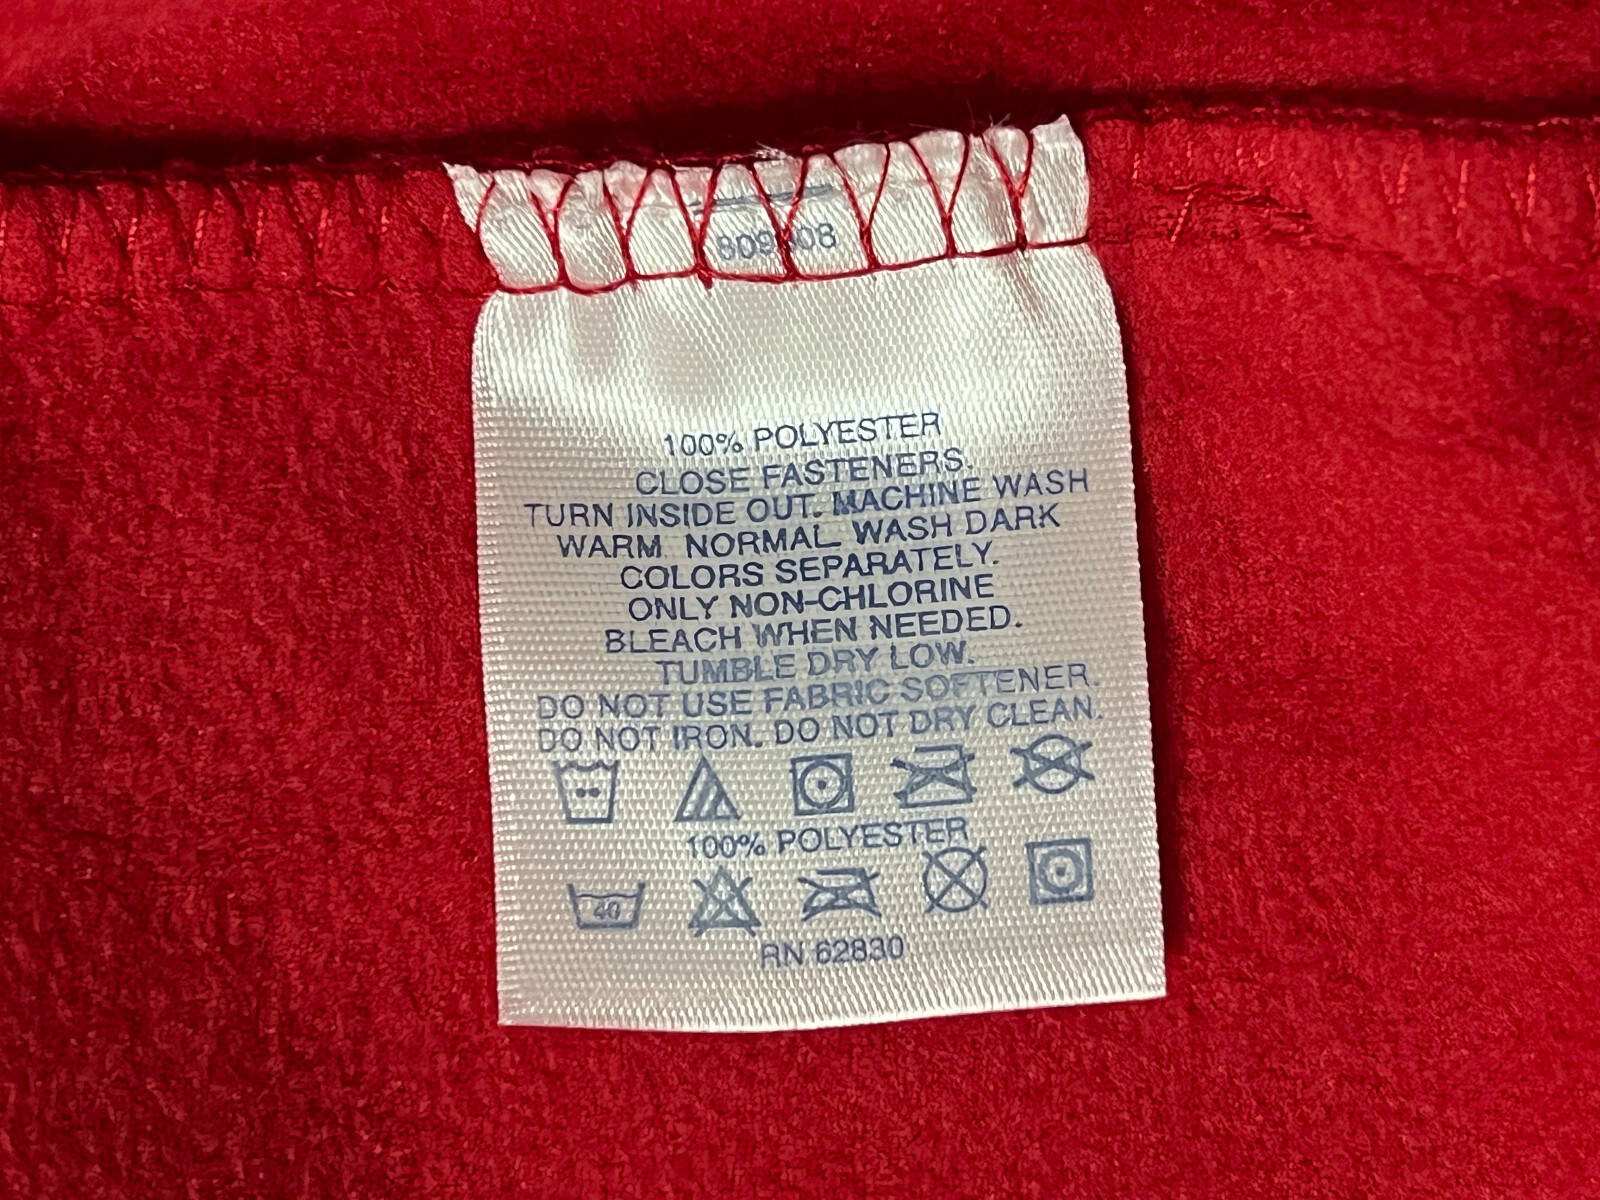 100% POLYESTER
CLOSE FASTENERS.
TURN INSIDE OUT. MACHINE WASH
WARM NORMAL WASH DARK
COLORS SEPARATELY.
ONLY NON-CHLORINE
BLEACH WHEN NEEDED.
TUMBLE DRY LOW.
DO NOT USE FABRIC SOFTENER.
DO NOT IRON. DO NOT DRY CLEAN.
100% POLYESTER
40
RN 62830